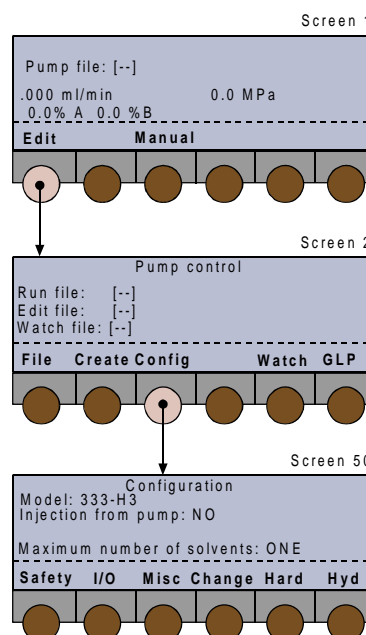 Screen 1
Pump file: [--]
.000 ml/min 0.0 MPa
0.0% A 0.0 %B
Edit Manual
Screen 2
Pump control
Run file: [--]
Edit file: [--]
Watch file: [--]
File Create Config Watch GLP
Screen 50
Configuration
Model: 333-H3
Injection from pump: NO
Maximum number of solvents: ONE
Safety I/O Misc Change Hard Hyd